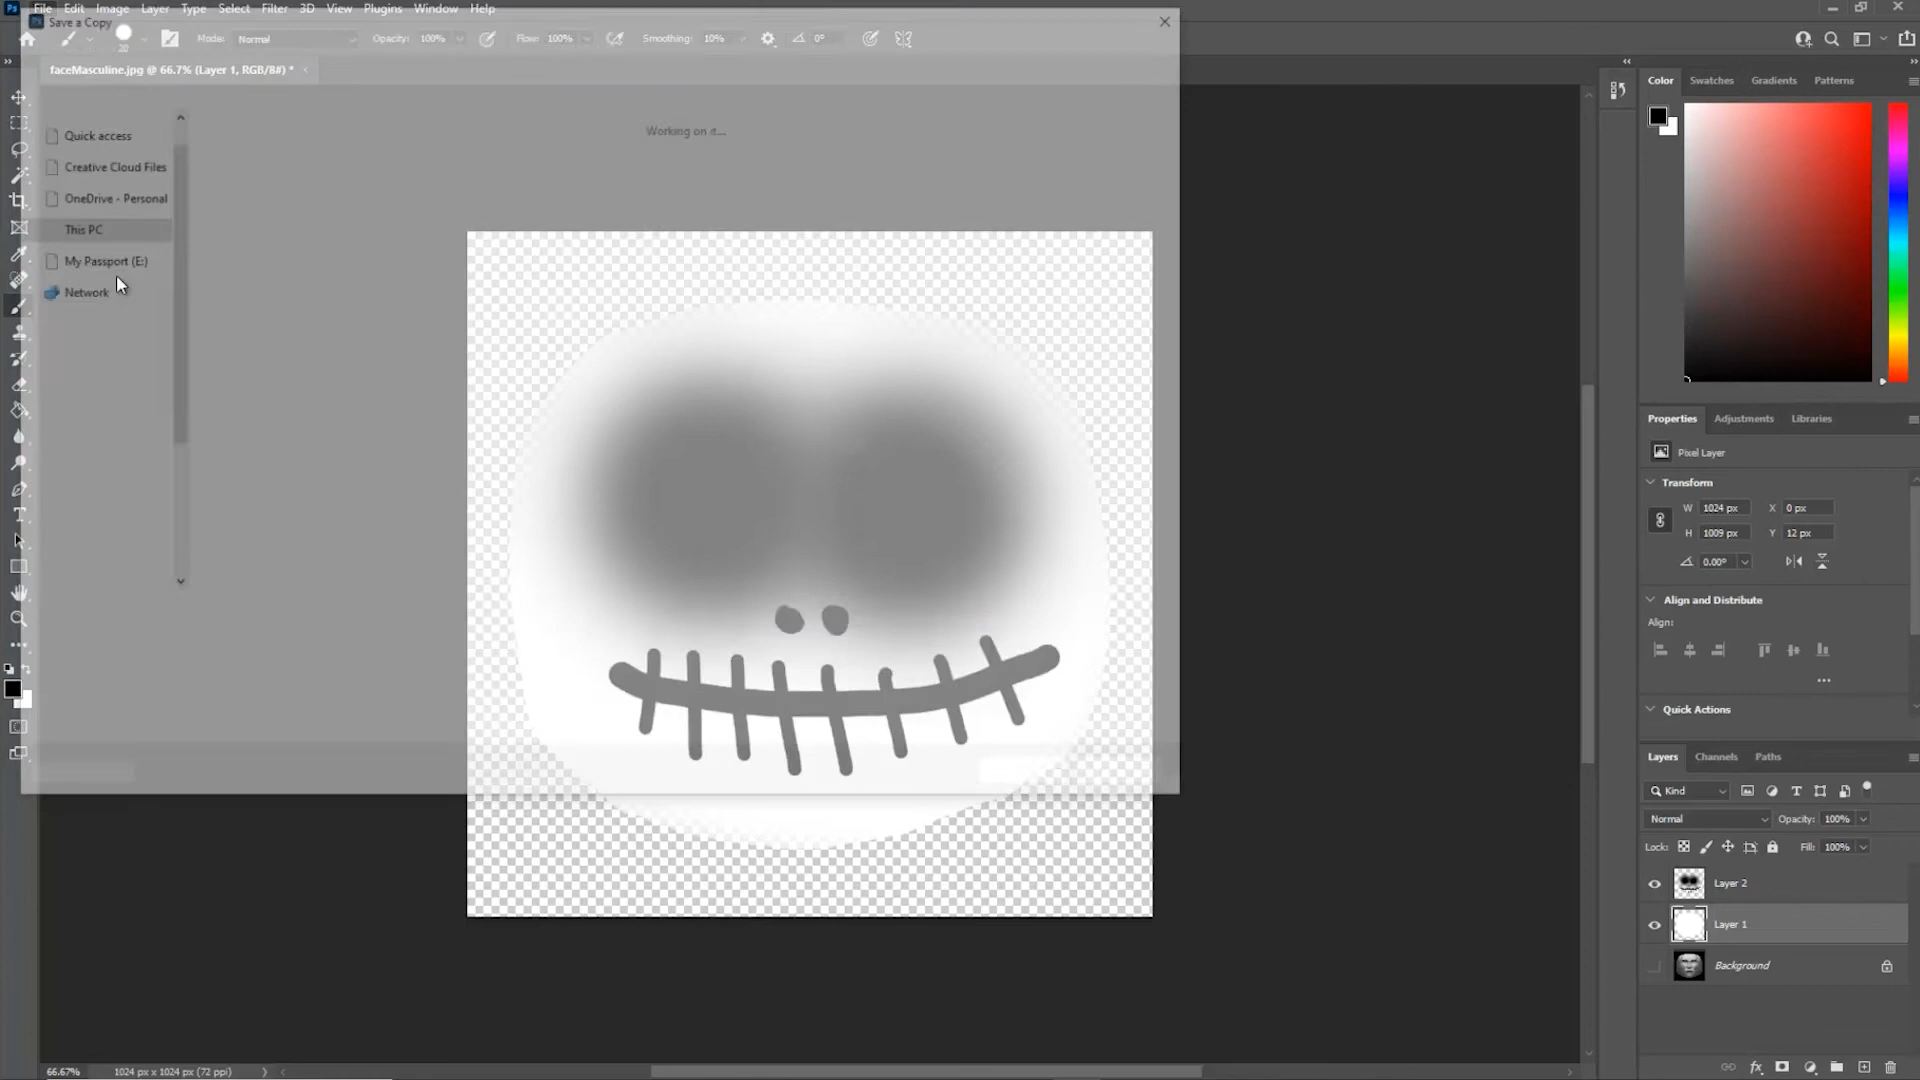 Ps File Edit Image Layer Type Select Filter 3D View Plugins Window Help
Ps Save a Copy
20 Mode: Normal Opacity: 100% Flow: 100% Smoothing: 10% 0°
faceMasculine.jpg @ 66.7% (Layer 1, RGB/8#) *
Quick access
Creative Cloud Files
OneDrive - Personal
This PC
My Passport (E:)
Network
Working on it...
Color Swatches Gradients Patterns
Properties Adjustments Libraries
Pixel Layer
Transform
W 1024 px X 0 px
H 1009 px Y 12 px
0.00°
Align and Distribute
Align:
Quick Actions
Layers Channels Paths
Kind
Normal Opacity: 100%
Lock: Fill: 100%
Layer 2
Layer 1
Background
66.67% 1024 px x 1024 px (72 ppi)